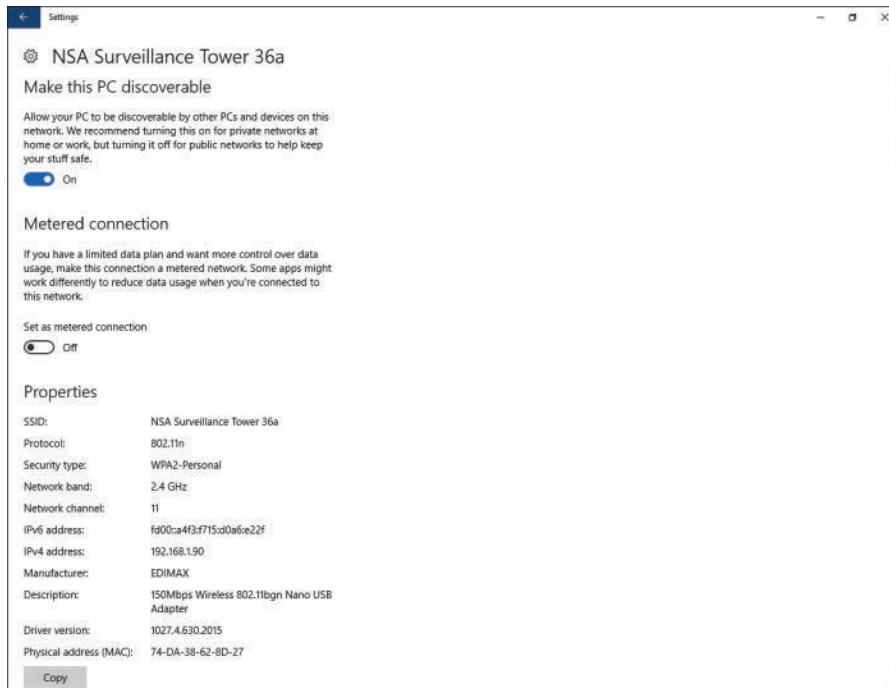 Settings
NSA Surveillance Tower 36a
Make this PC discoverable
Allow your PC to be discoverable by other PCs and devices on this
network. We recommend turning this on for private networks at
home or work, but turning it off for public networks to help keep
your stuff safe.
On
Metered connection
If you have a limited data plan and want more control over data
usage, make this connection a metered network. Some apps might
work differently to reduce data usage when you're connected to
this network.
Set as metered connection
Off
Properties
SSID: NSA Surveillance Tower 36a
Protocol: 802.11n
Security type: WPA2-Personal
Network band: 2.4 GHz
Network channel: 11
IPv6 address: fd00::a4f3:f715:d0a6:e22f
IPv4 address: 192.168.1.90
Manufacturer: EDIMAX
Description: 150Mbps Wireless 802.11bgn Nano USB
Adapter
Driver version: 1027.4.630.2015
Physical address (MAC): 74-DA-38-62-8D-27
Copy